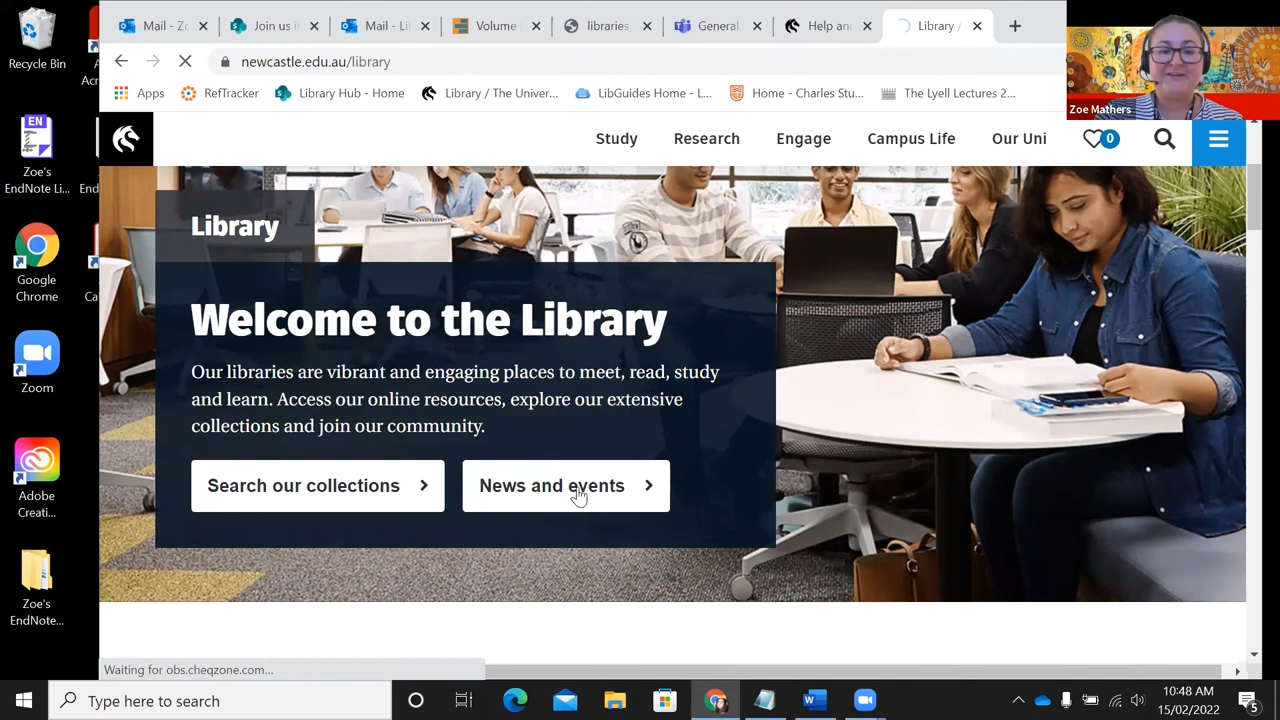 Recycle Bin
EN
Zoe's
EndNote Li...
Google
Chrome
Zoom
Adobe
Creati...
Zoe's
EndNote...
Mail - Zo
Join us i
Mail - Li
Volume
libraries_
General
Help an
Library /
newcastle.edu.au/library
Apps
RefTracker
Library Hub - Home
Library / The Univer...
LibGuides Home - L...
Home - Charles Stu...
The Lyell Lectures 2...
Zoe Mathers
Study
Research
Engage
Campus Life
Our Uni
0
Library
Welcome to the Library
Our libraries are vibrant and engaging places to meet, read, study
and learn. Access our online resources, explore our extensive
collections and join our community.
Search our collections
News and events
Waiting for obs.cheqzone.com...
Type here to search
10:48 AM
15/02/2022
5